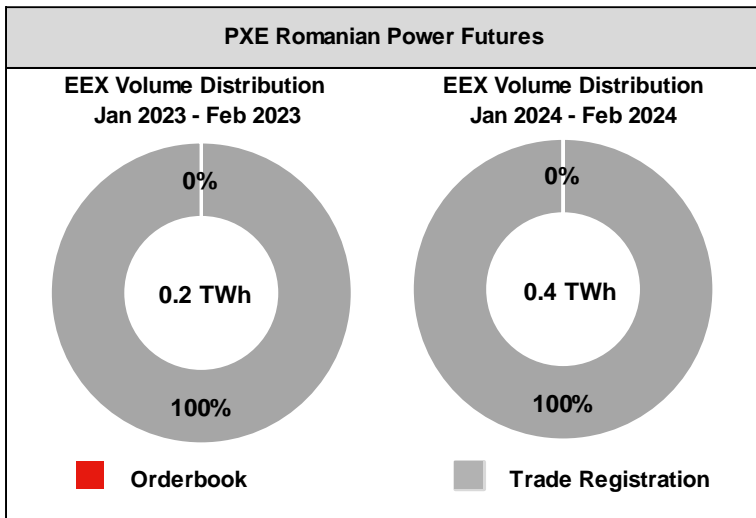 PXE Romanian Power Futures
EEX Volume Distribution
Jan 2023 - Feb 2023
0%
0.2 TWh
100%
EEX Volume Distribution
Jan 2024 - Feb 2024
0%
0.4 TWh
100%
Orderbook
Trade Registration